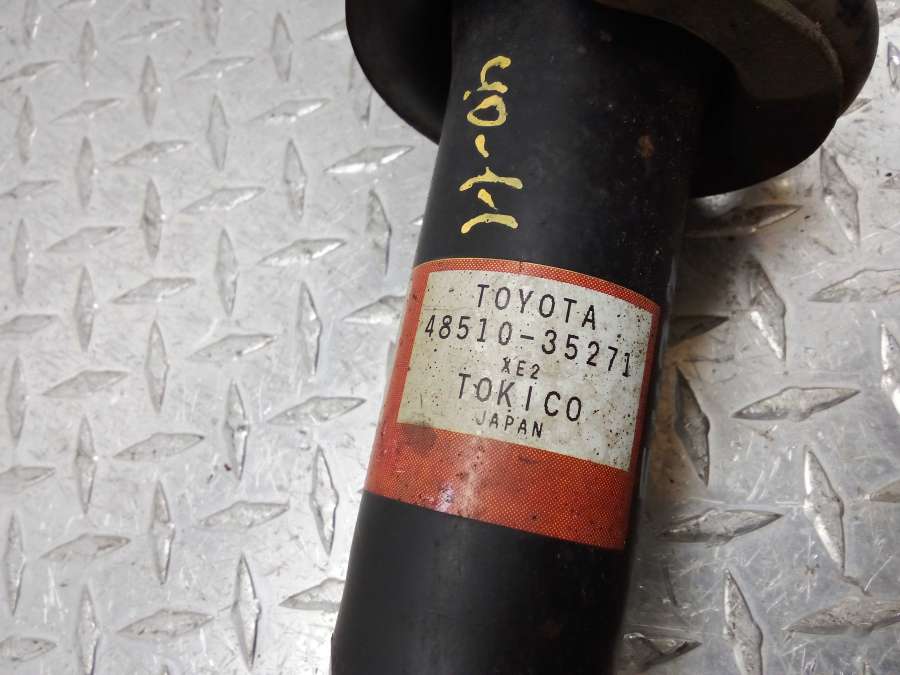 TOYOTA
48510-35271
XE2
TOKICO
JAPAN